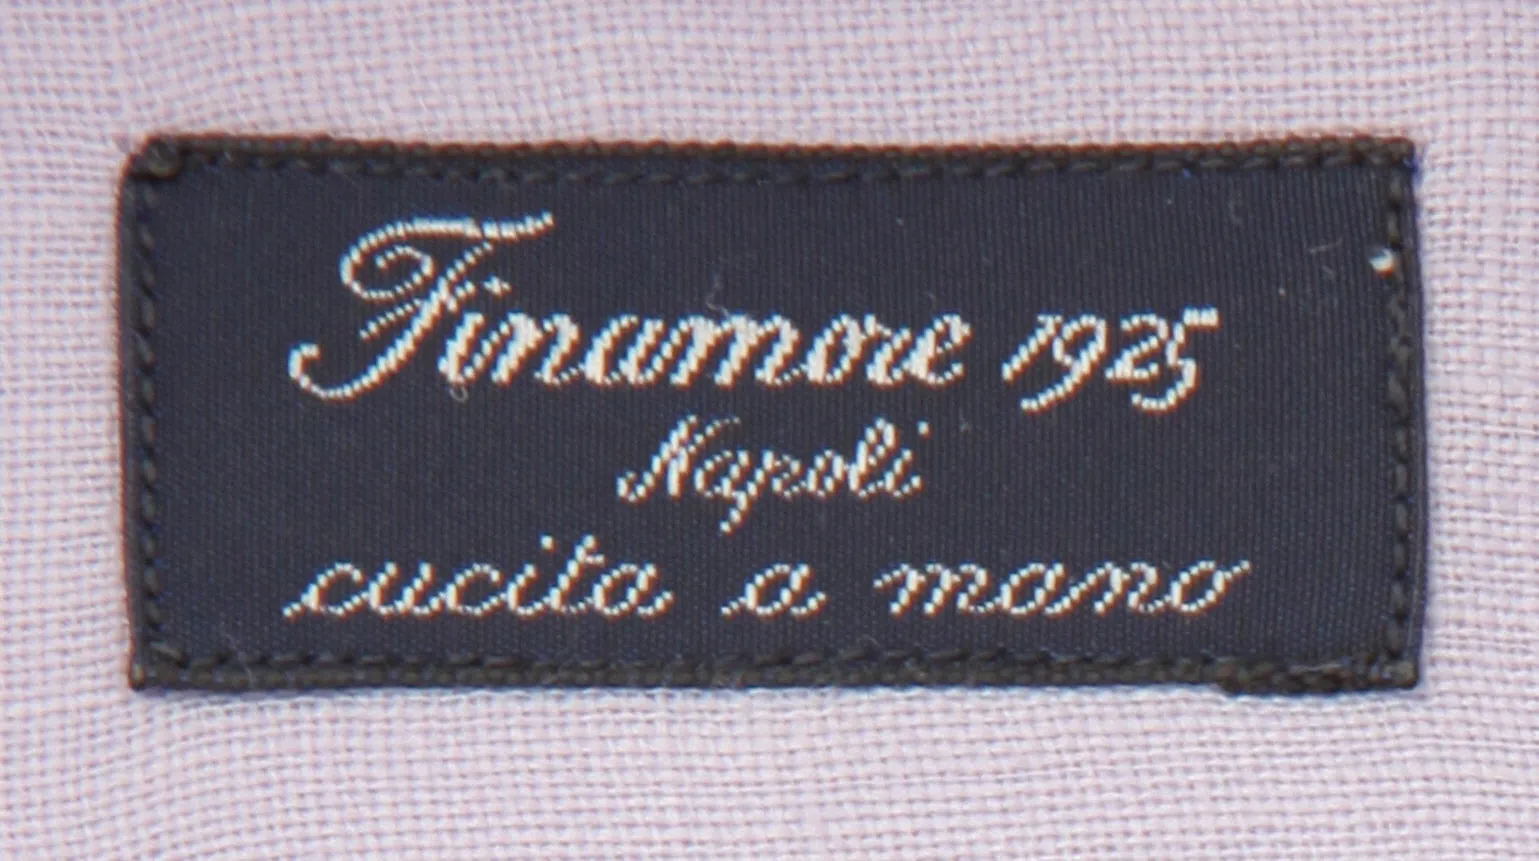 Finamore 1925
Napoli
cucita a mano